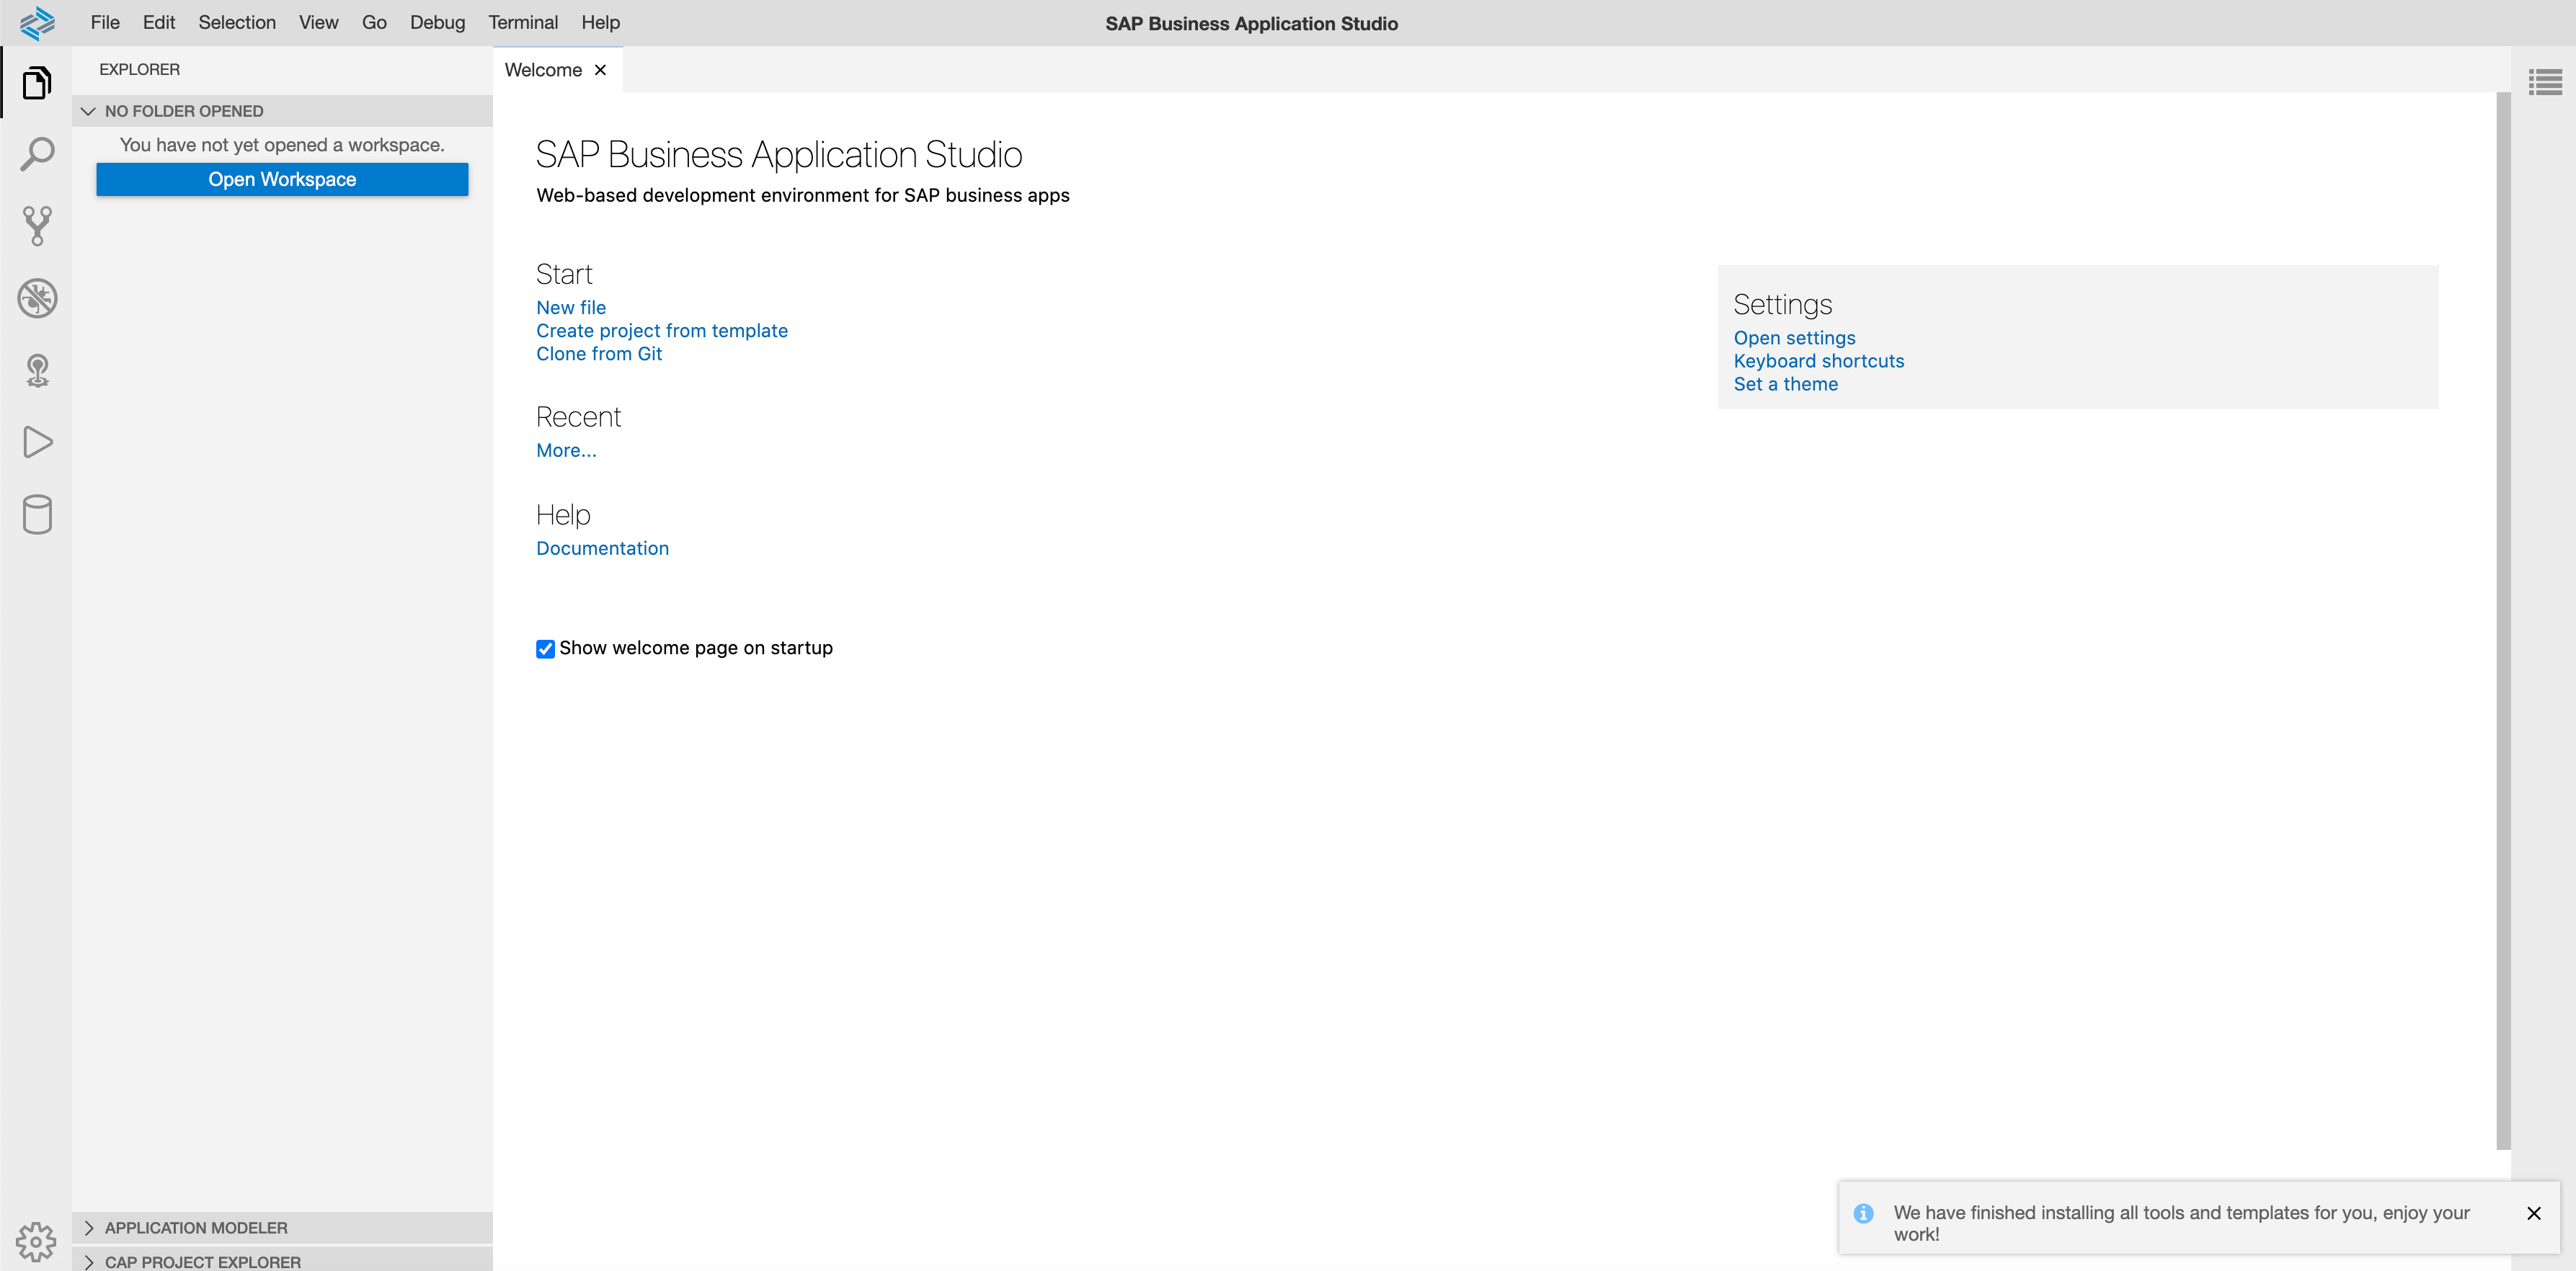 File Edit Selection View Go Debug Terminal Help
SAP Business Application Studio
EXPLORER
NO FOLDER OPENED
You have not yet opened a workspace.
Open Workspace
APPLICATION MODELER
CAP PROJECT EXPLORER
Welcome
SAP Business Application Studio
Web-based development environment for SAP business apps
Start
New file
Create project from template
Clone from Git
Recent
More...
Help
Documentation
Show welcome page on startup
Settings
Open settings
Keyboard shortcuts
Set a theme
We have finished installing all tools and templates for you, enjoy your
work!